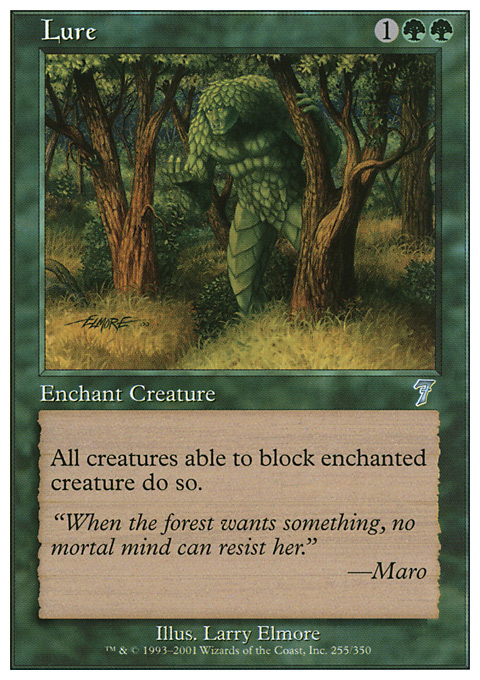 Lure 1
ELMORE
Enchant Creature 7
All creatures able to block enchanted
creature do so.
“When the forest wants something, no
mortal mind can resist her.”
—Maro
Illus. Larry Elmore
™ & © 1993–2001 Wizards of the Coast, Inc. 255/350